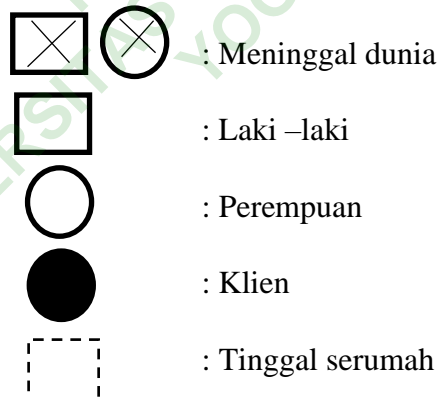 : Meninggal dunia
: Laki –laki
: Perempuan
: Klien
: Tinggal serumah